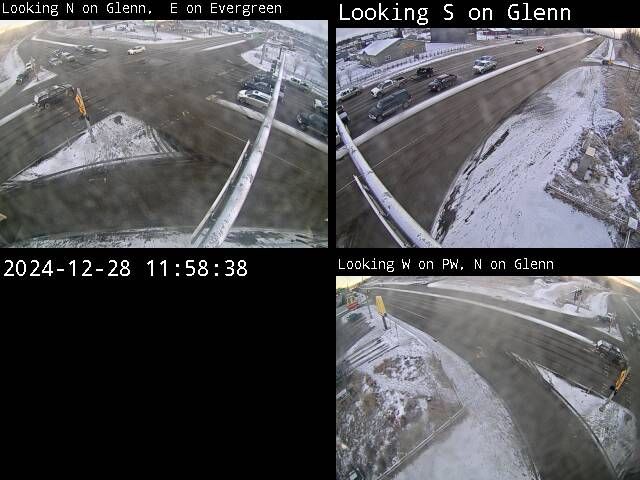 Looking N on Glenn,  E on Evergreen
Looking S on Glenn
2024-12-28 11:58:38
Looking W on PW, N on Glenn